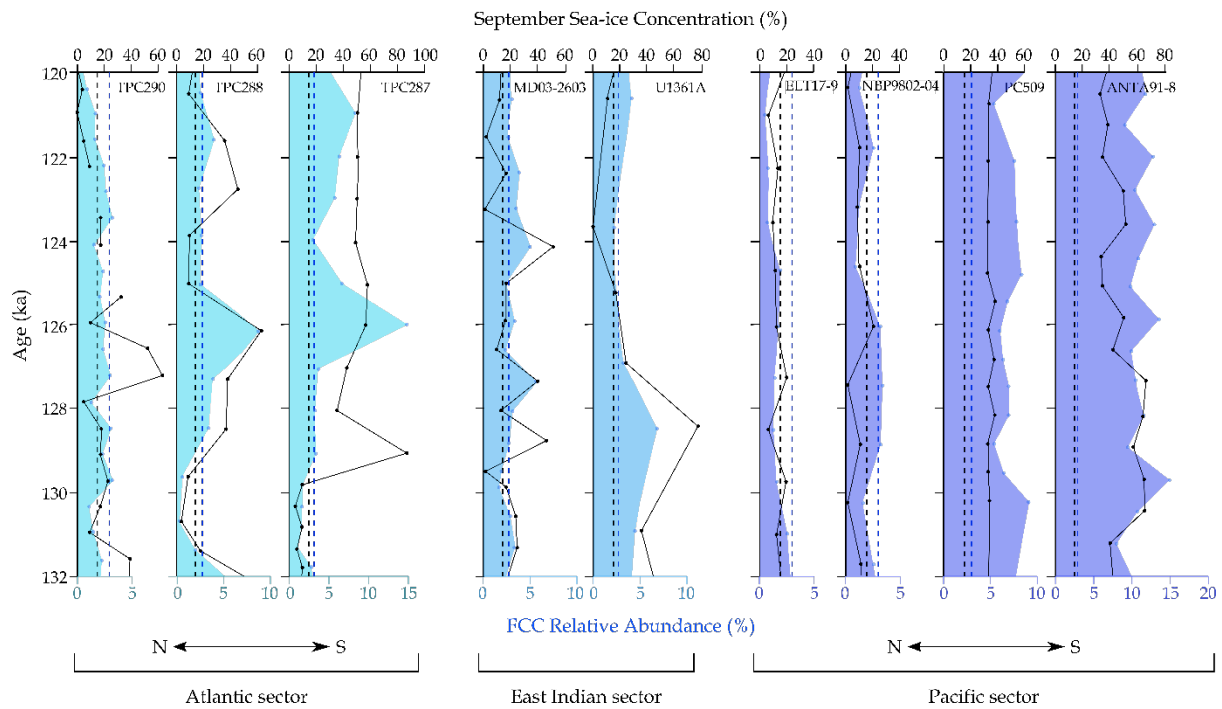 September Sea-ice Concentration (%)
0 20 40 60 0 20 40 60 0 20 40 60 80 100 0 20 40 60 80 0 20 40 60 80 0 20 40 0 20 40 0 20 40 60 0 20 40 60 80
120
TPC290 TPC288 TPC287 MD03-2603 U1361A ELT17-9 NBP9802-04 PC509 ANTA91-8
122
124
Age (ka)
126
128
130
132
0 5 0 5 10 0 5 10 15 0 5 10 0 5 10 0 5 0 5 0 5 10 0 5 10 15 20
FCC Relative Abundance (%)
N S N S
Atlantic sector East Indian sector Pacific sector